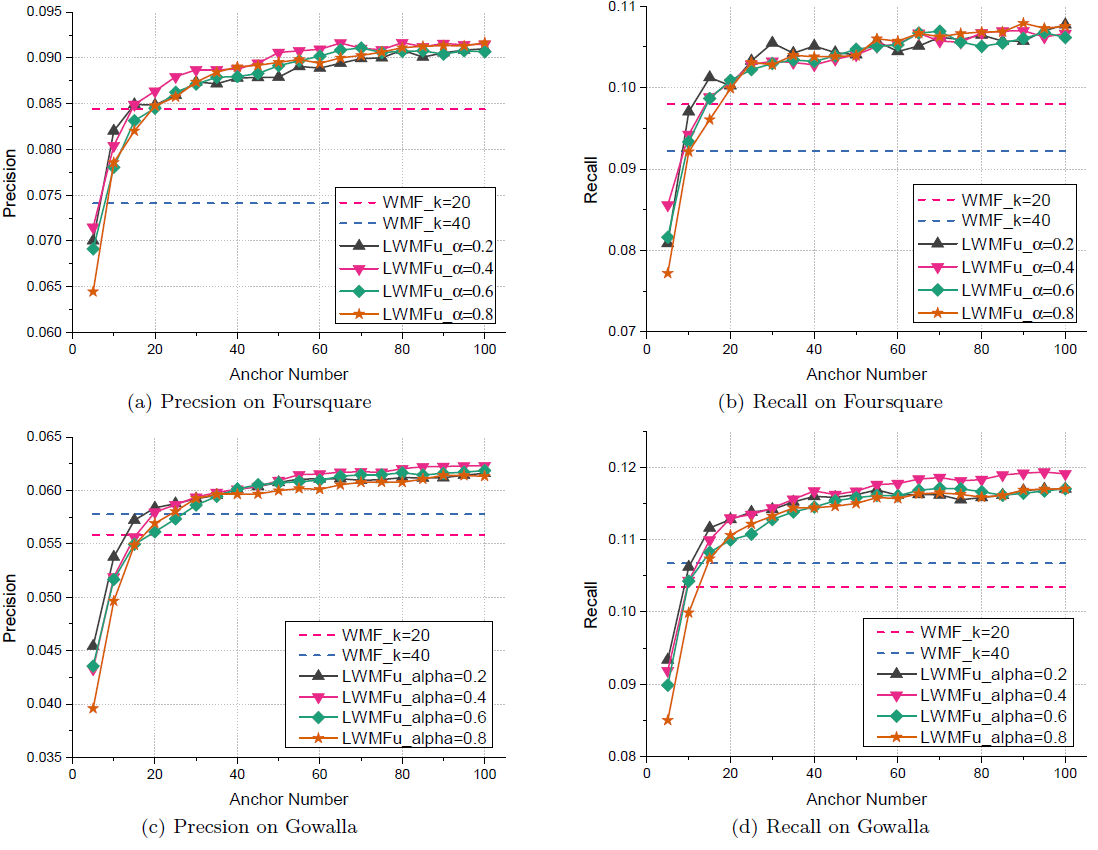 0.095
0.090
0.085
0.080
0.075
0.070
0.065
0.060
Precision
0 20 40 60 80 100
Anchor Number
WMF_k=20
WMF_k=40
LWMFu_α=0.2
LWMFu_α=0.4
LWMFu_α=0.6
LWMFu_α=0.8
(a) Precsion on Foursquare
0.11
0.10
0.09
0.08
0.07
Recall
0 20 40 60 80 100
Anchor Number
WMF_k=20
WMF_k=40
LWMFu_α=0.2
LWMFu_α=0.4
LWMFu_α=0.6
LWMFu_α=0.8
(b) Recall on Foursquare
0.065
0.060
0.055
0.050
0.045
0.040
0.035
Precision
0 20 40 60 80 100
Anchor Number
WMF_k=20
WMF_k=40
LWMFu_alpha=0.2
LWMFu_alpha=0.4
LWMFu_alpha=0.6
LWMFu_alpha=0.8
(c) Precsion on Gowalla
0.12
0.11
0.10
0.09
0.08
Recall
0 20 40 60 80 100
Anchor Number
WMF_k=20
WMF_k=40
LWMFu_alpha=0.2
LWMFu_alpha=0.4
LWMFu_alpha=0.6
LWMFu_alpha=0.8
(d) Recall on Gowalla